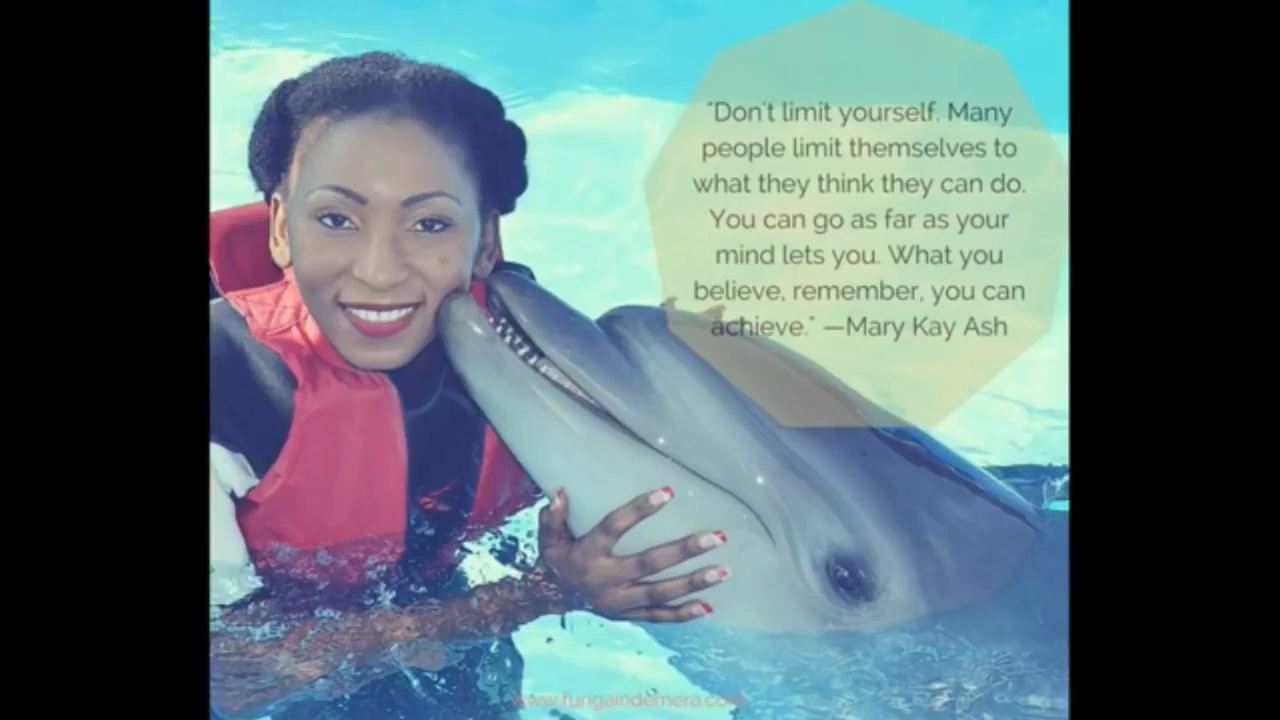 "Don't limit yourself. Many
people limit themselves to
what they think they can do.
You can go as far as your
mind lets you. What you
believe, remember, you can
achieve." —Mary Kay Ash
www.fungaindemera.com